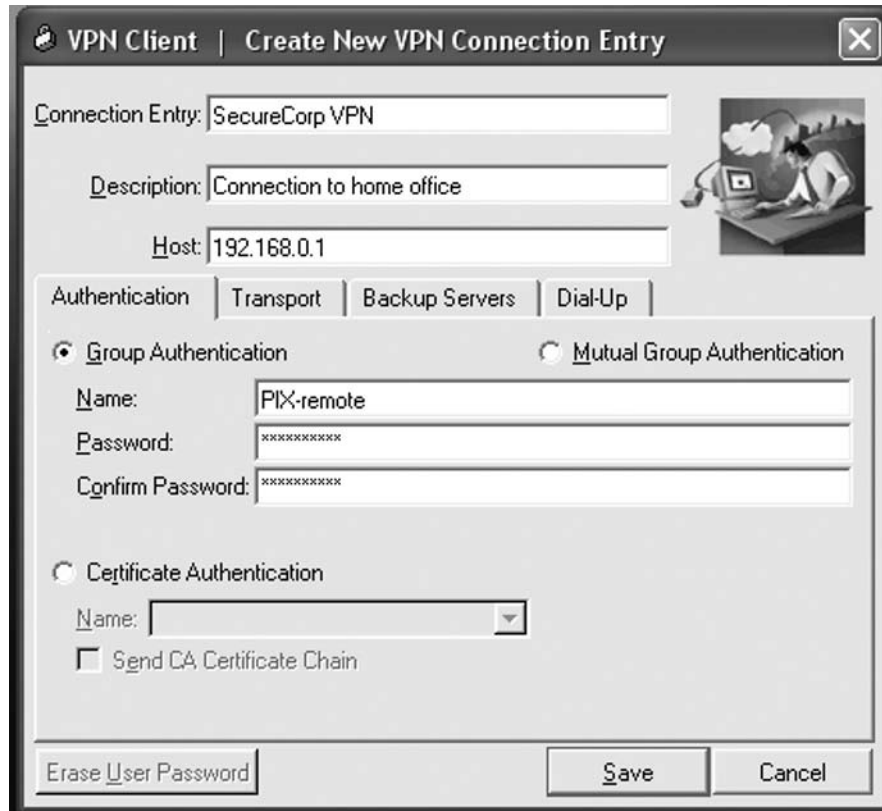 VPN Client | Create New VPN Connection Entry
Connection Entry: SecureCorp VPN
Description: Connection to home office
Host: 192.168.0.1
Authentication Transport Backup Servers Dial-Up
Group Authentication Mutual Group Authentication
Name: PIX-remote
Password: **********
Confirm Password: **********
Certificate Authentication
Name:
Send CA Certificate Chain
Erase User Password Save Cancel